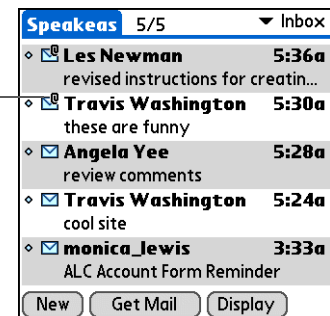 Speakeas 5/5 Inbox
Les Newman 5:36a
revised instructions for creatin...
Travis Washington 5:30a
these are funny
Angela Yee 5:28a
review comments
Travis Washington 5:24a
cool site
monica_lewis 3:33a
ALC Account Form Reminder
New Get Mail Display